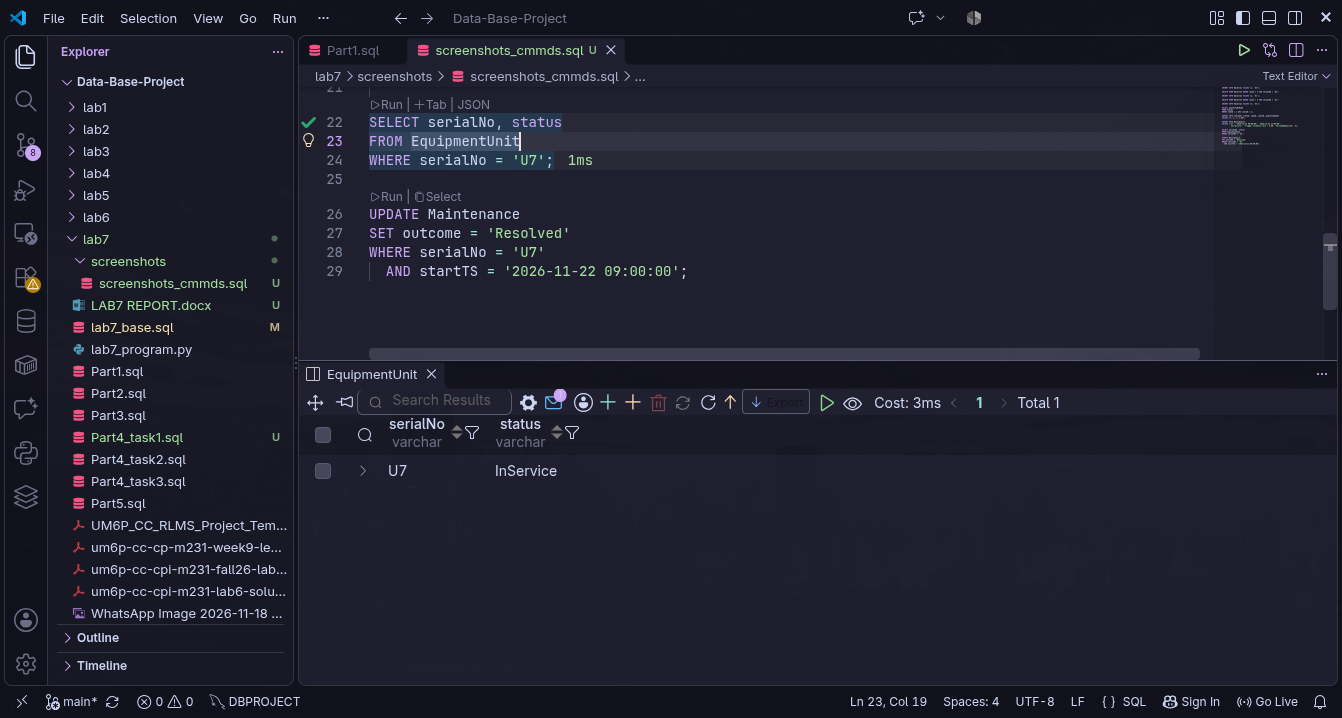 File Edit Selection View Go Run ··· Data-Base-Project
Explorer
Data-Base-Project
lab1
lab2
lab3
lab4
lab5
lab6
lab7
screenshots
screenshots_cmmds.sql U
LAB7 REPORT.docx U
lab7_base.sql M
lab7_program.py
Part1.sql
Part2.sql
Part3.sql
Part4_task1.sql U
Part4_task2.sql
Part4_task3.sql
Part5.sql
UM6P_CC_RLMS_Project_Tem...
um6p-cc-cp-m231-week9-le...
um6p-cc-cpi-m231-fall26-lab...
um6p-cc-cpi-m231-lab6-solu...
WhatsApp Image 2026-11-18 ...
Outline
Timeline
8
Part1.sql screenshots_cmmds.sql U
lab7 > screenshots > screenshots_cmmds.sql > ... Text Editor
21
Run | Tab | JSON
22 SELECT serialNo, status
23 FROM EquipmentUnit
24 WHERE serialNo = 'U7'; 1ms
25
Run | Select
26 UPDATE Maintenance
27 SET outcome = 'Resolved'
28 WHERE serialNo = 'U7'
29 AND startTS = '2026-11-22 09:00:00';
EquipmentUnit
Search Results Export Cost: 3ms 1 Total 1
serialNo status
varchar varchar
U7 InService
main* 0 0 DBPROJECT Ln 23, Col 19 Spaces: 4 UTF-8 LF { } SQL Sign In Go Live